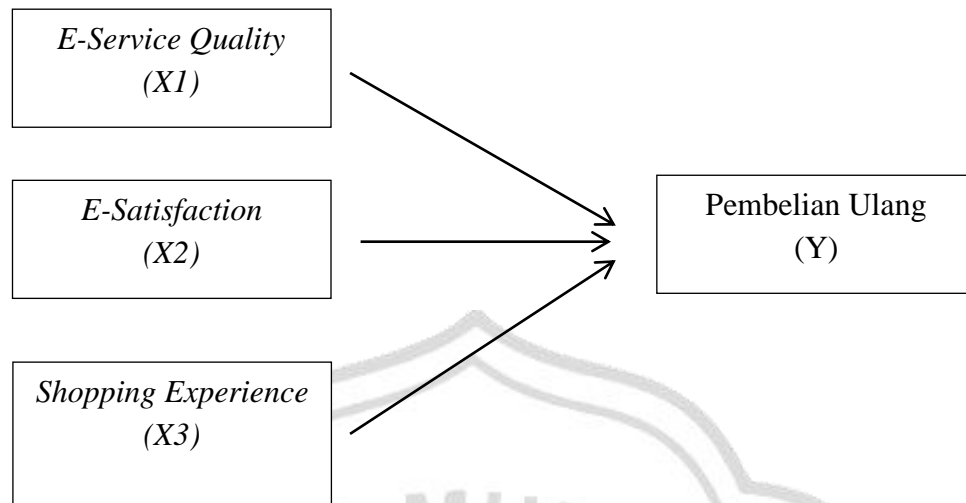 E-Service Quality
(X1)
E-Satisfaction
(X2)
Pembelian Ulang
(Y)
Shopping Experience
(X3)